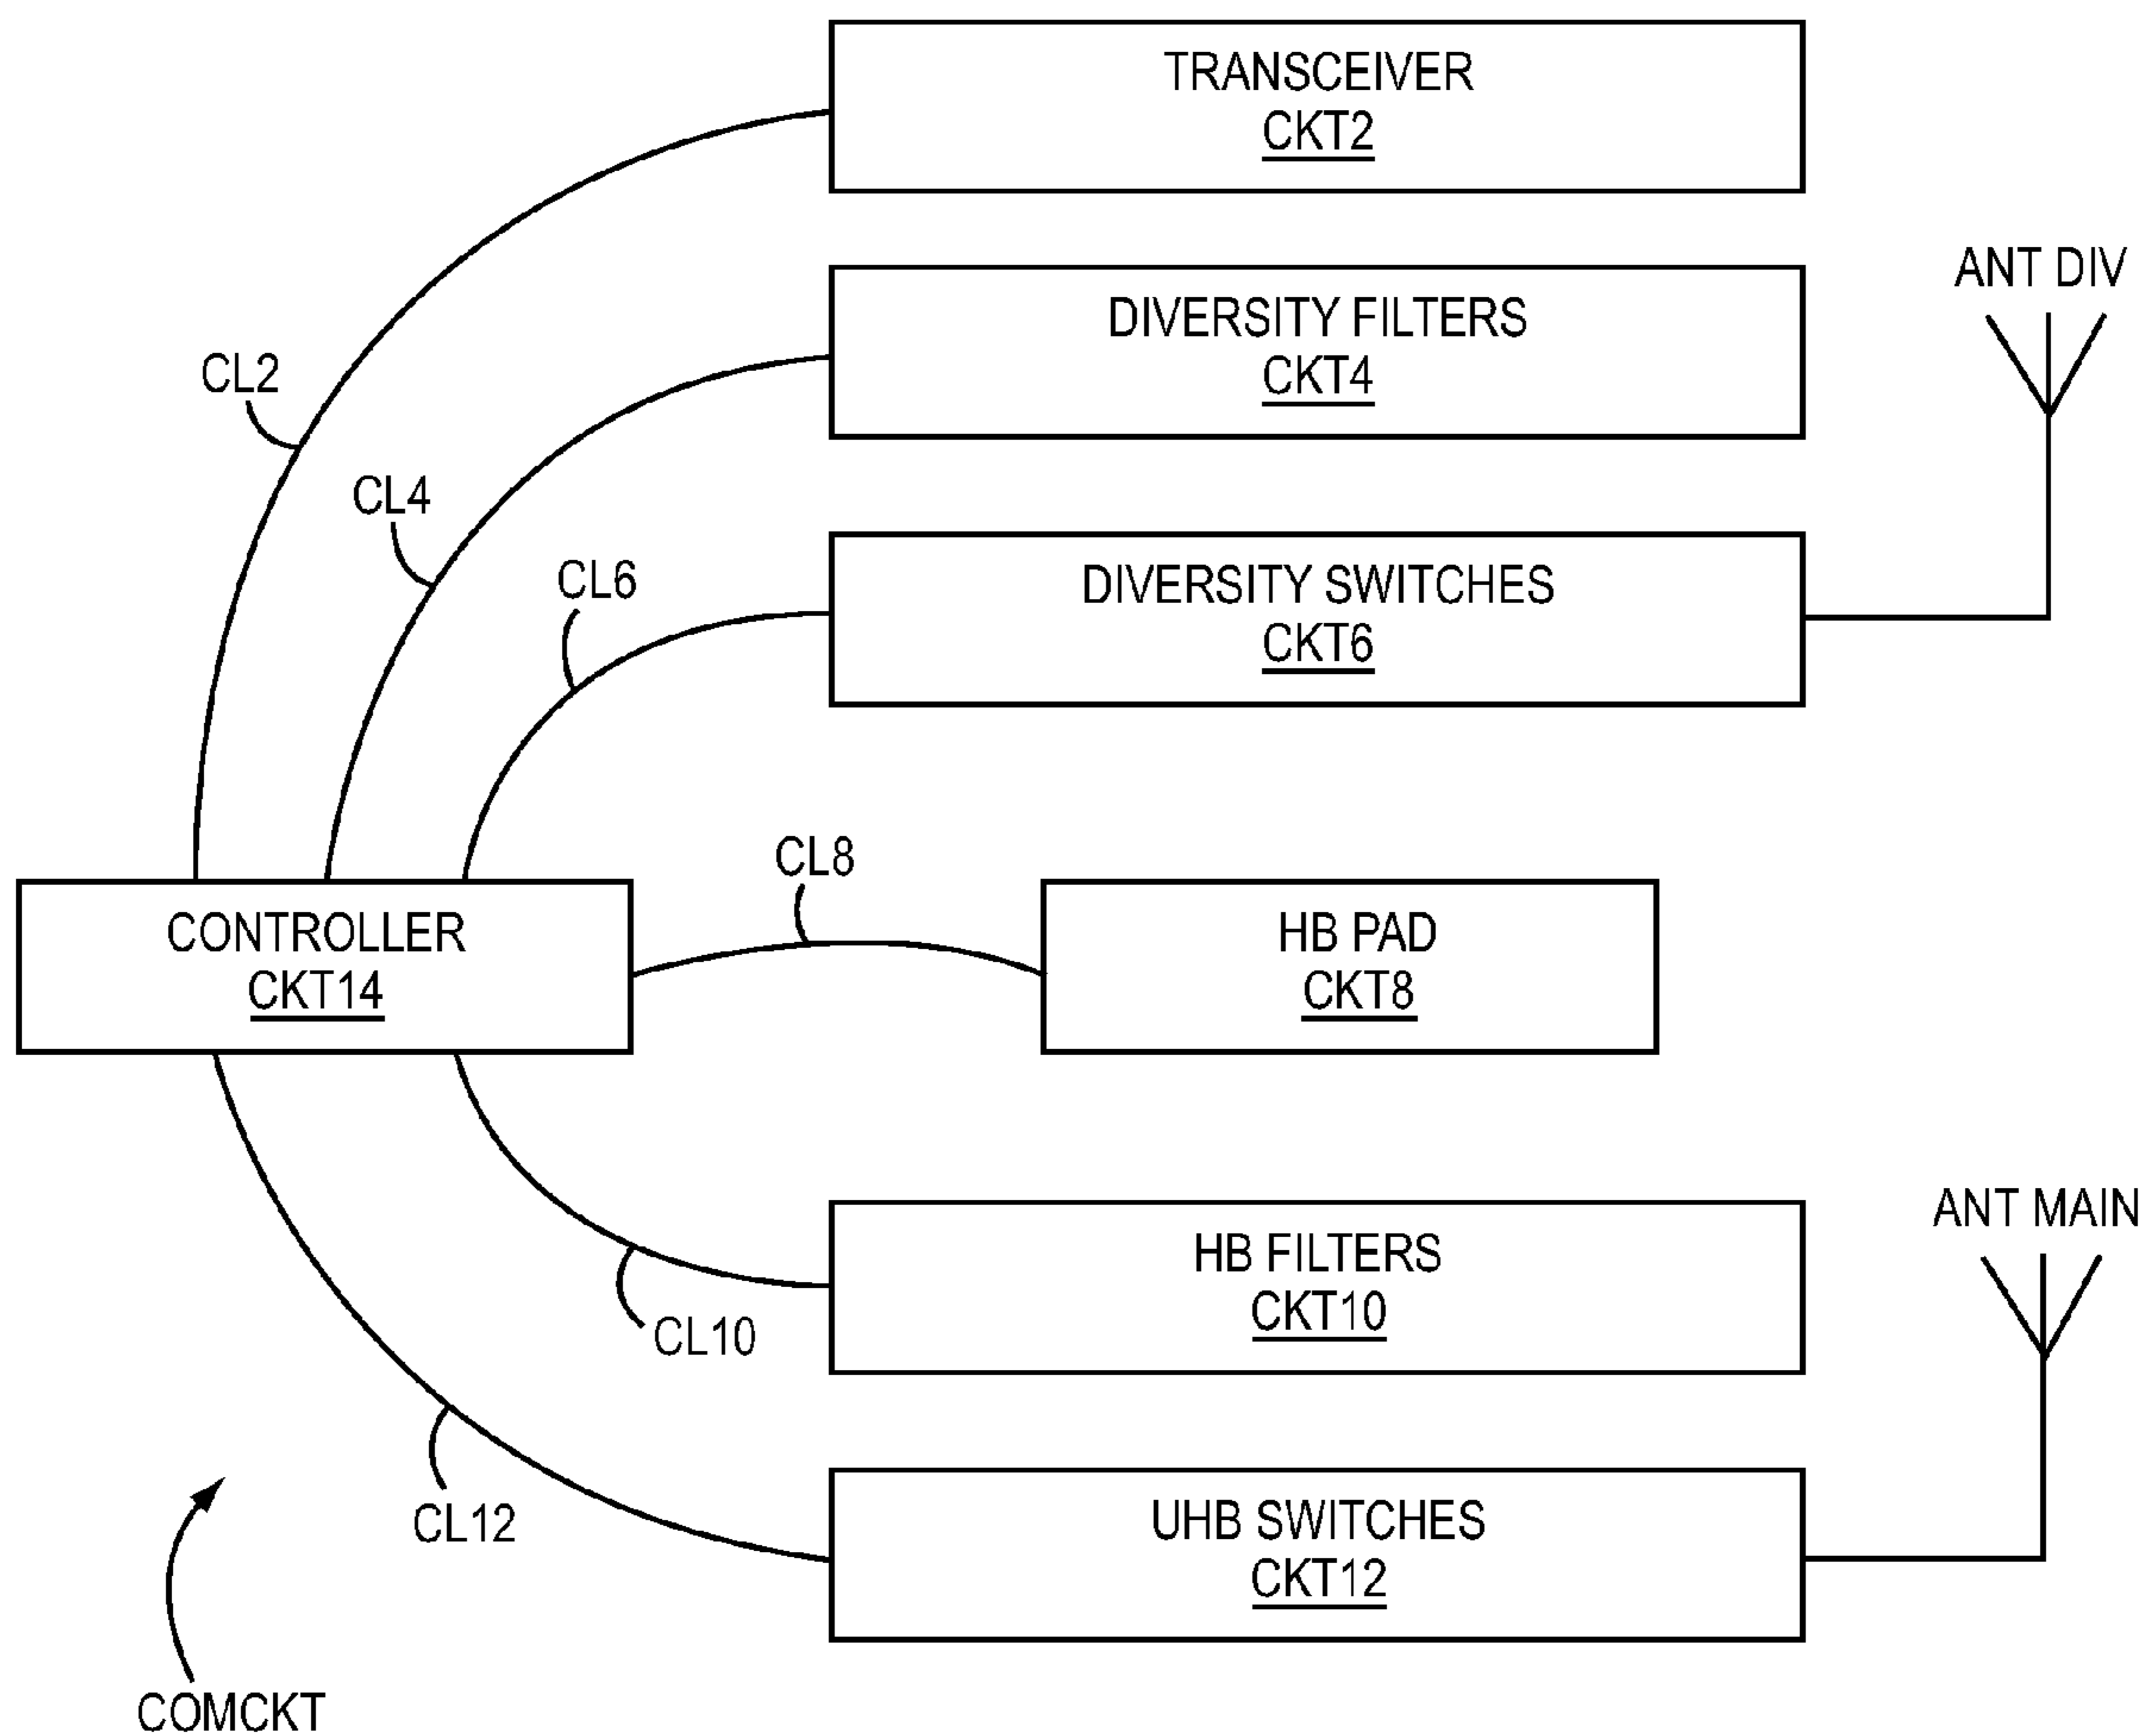 TRANSCEIVER
CKT2
ANT DIV
DIVERSITY FILTERS
CKT4
CL2
CL4
CL6
DIVERSITY SWITCHES
CKT6
CL8
CONTROLLER
CKT14
HB PAD
CKT8
ANT MAIN
HB FILTERS
CKT10
CL10
CL12
UHB SWITCHES
CKT12
COMCKT